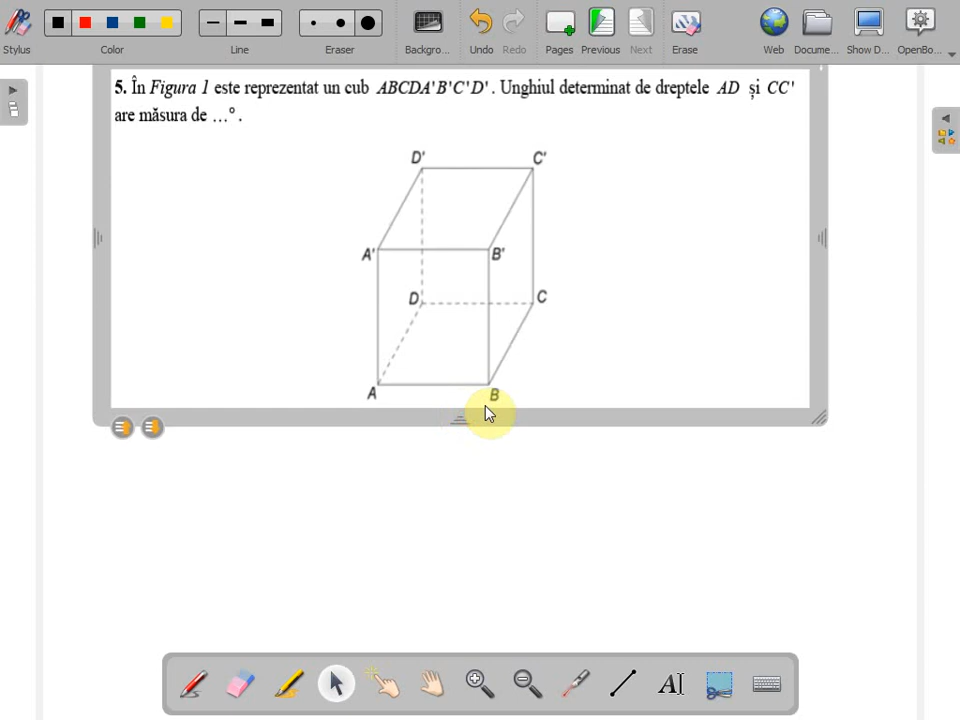 Stylus Color Line Eraser Backgro... Undo Redo Pages Previous Next Erase Web Docume... Show D... OpenBo...
5. În Figura 1 este reprezentat un cub ABCDA'B'C'D'. Unghiul determinat de dreptele AD și CC'
are măsura de …°.
D' C'
A' B'
D C
A B
A